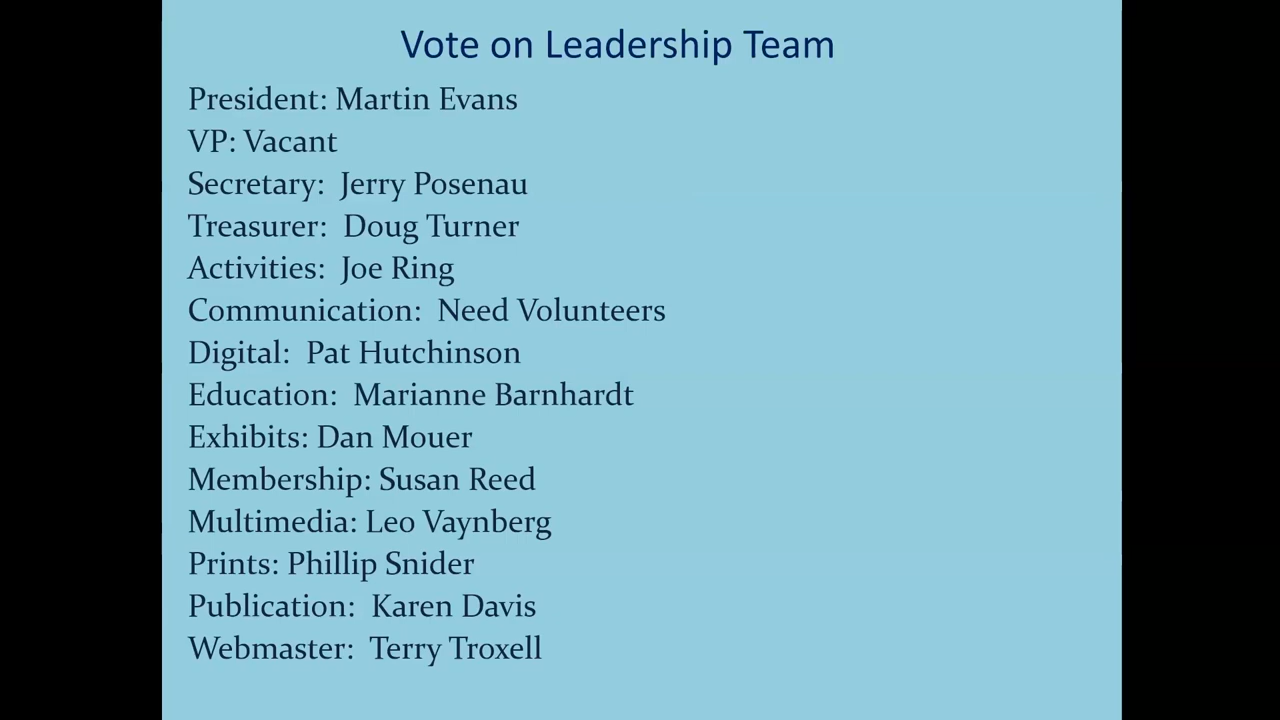 Vote on Leadership Team
President: Martin Evans
VP: Vacant
Secretary:  Jerry Posenau
Treasurer:  Doug Turner
Activities:  Joe Ring
Communication:  Need Volunteers
Digital:  Pat Hutchinson
Education:  Marianne Barnhardt
Exhibits: Dan Mouer
Membership: Susan Reed
Multimedia: Leo Vaynberg
Prints: Phillip Snider
Publication:  Karen Davis
Webmaster:  Terry Troxell